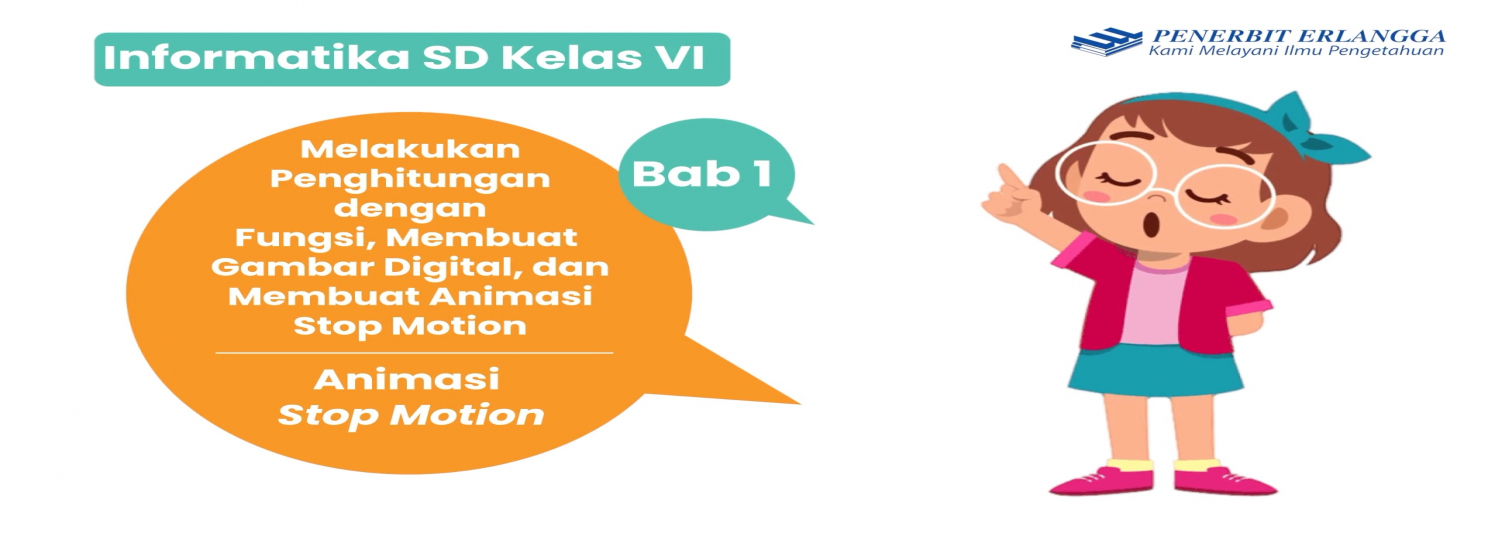 Informatika SD Kelas VI
PENERBIT ERLANGGA
Kami Melayani Ilmu Pengetahuan
Bab 1
Melakukan
Penghitungan
dengan
Fungsi, Membuat
Gambar Digital, dan
Membuat Animasi
Stop Motion
Animasi
Stop Motion